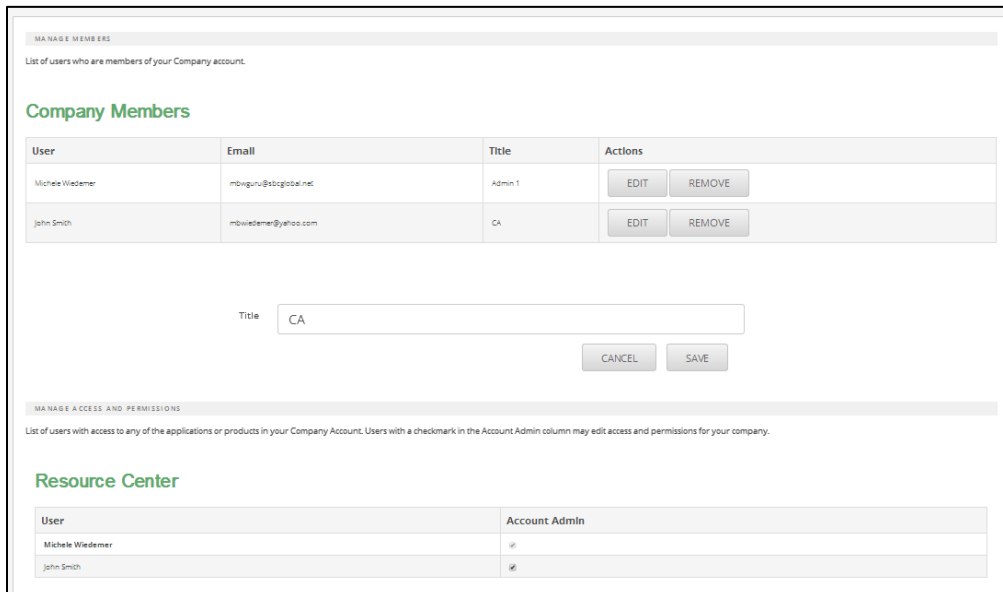 MANAGE MEMBERS
List of users who are members of your Company account.
Company Members
User Email Title Actions
Michele Wiedemer mbwguru@sbcglobal.net Admin 1 EDIT REMOVE
John Smith mbwiedemer@yahoo.com CA EDIT REMOVE
Title CA
CANCEL SAVE
MANAGE ACCESS AND PERMISSIONS
List of users with access to any of the applications or products in your Company Account. Users with a checkmark in the Account Admin column may edit access and permissions for your company.
Resource Center
User Account Admin
Michele Wiedemer
John Smith